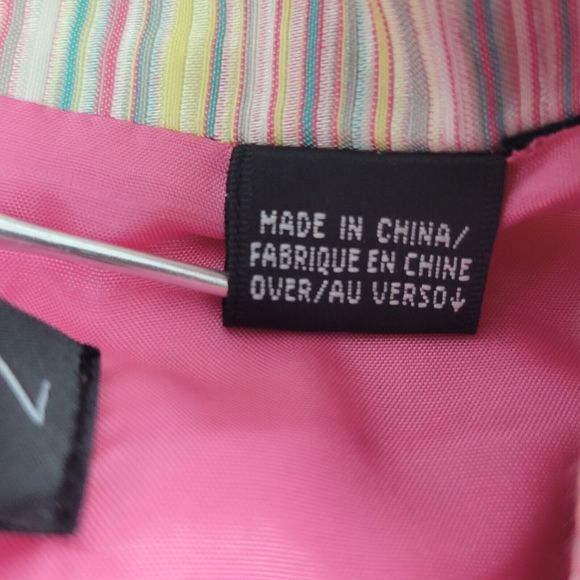 MADE IN CHINA/
FABRIQUE EN CHINE
OVER/AU VERSO↓